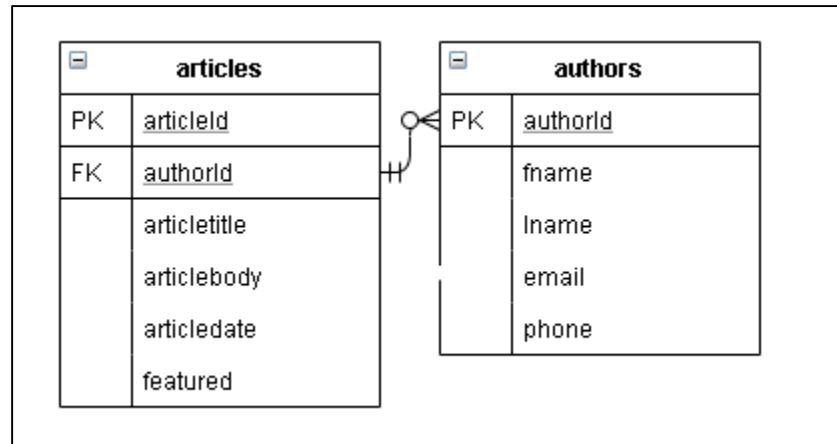 articles
PK articleId
FK authorId
articletitle
articlebody
articledate
featured
authors
PK authorId
fname
lname
email
phone